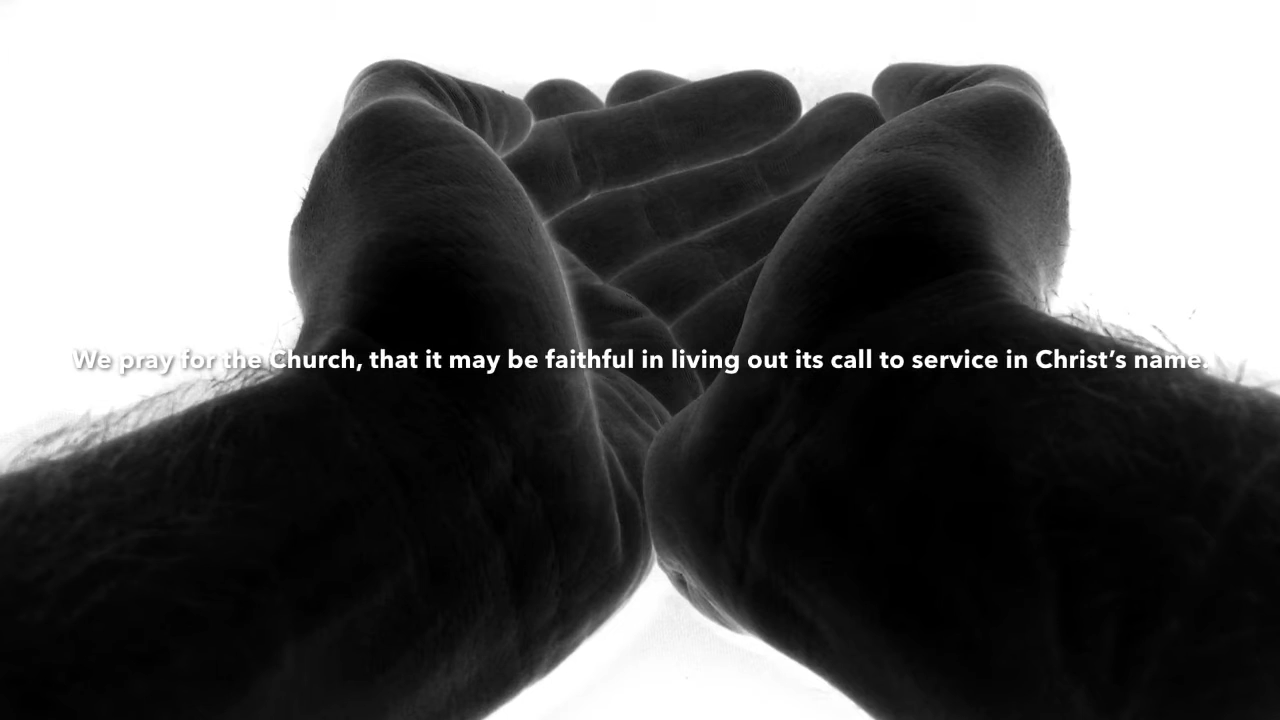 We pray for the Church, that it may be faithful in living out its call to service in Christ’s name.